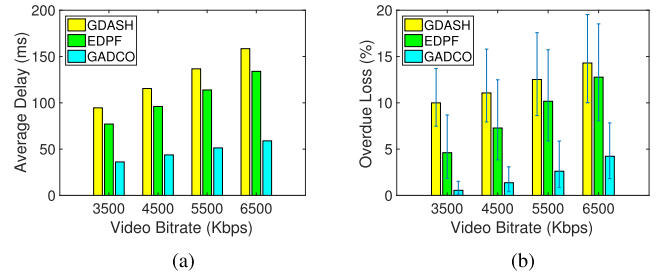 200
150
100
50
0
Average Delay (ms)
GDASH
EDPF
GADCO
3500 4500 5500 6500
Video Bitrate (Kbps)
(a)
20
15
10
5
0
Overdue Loss (%)
GDASH
EDPF
GADCO
3500 4500 5500 6500
Video Bitrate (Kbps)
(b)